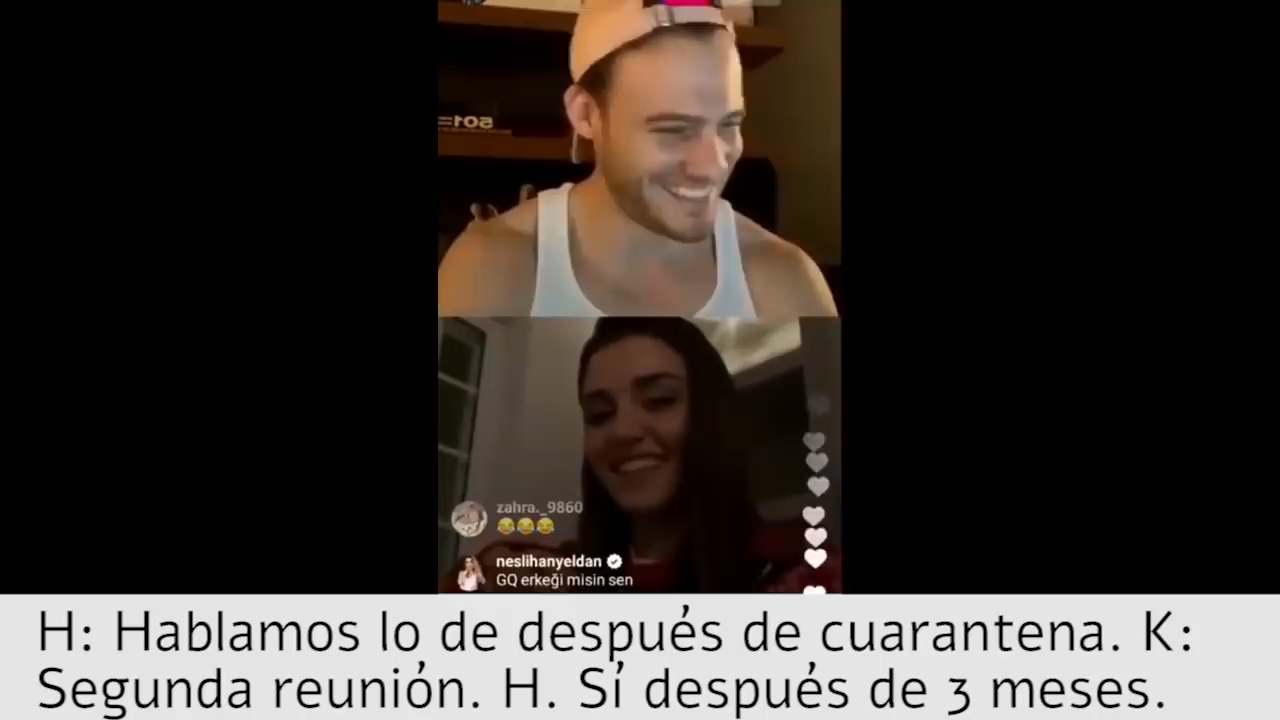 501=
zahra._9860
😂😂😂
neslihanyeldan
GQ erkeği misin sen
H: Hablamos lo de después de cuarantena. K:
Segunda reunión. H. Sí después de 3 meses.